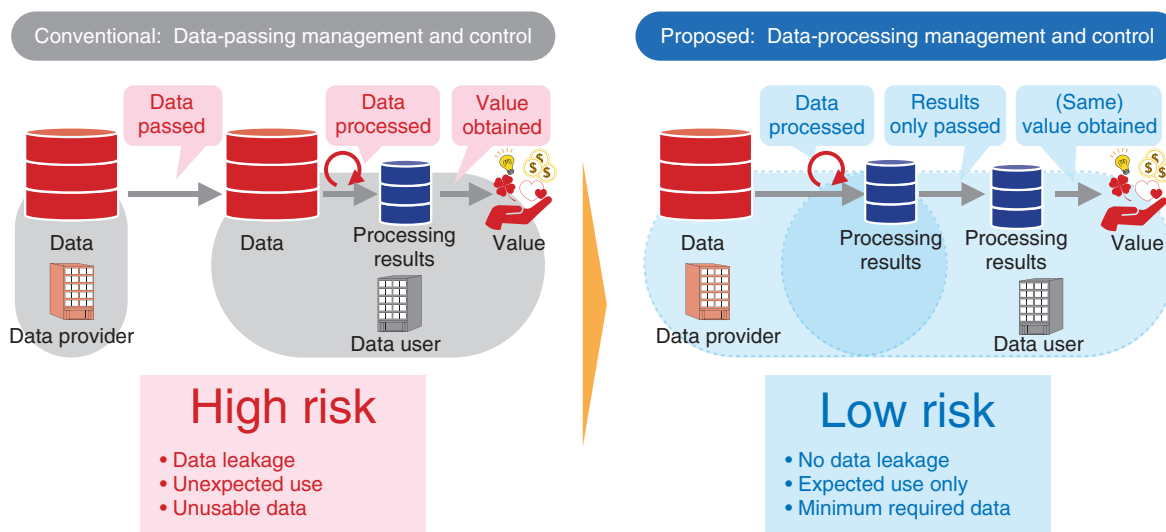 Conventional: Data-passing management and control
Data
passed
Data
processed
Value
obtained
Data
Data
Processing
results
Value
Data provider
Data user
High risk
• Data leakage
• Unexpected use
• Unusable data
Proposed: Data-processing management and control
Data
processed
Results
only passed
(Same)
value obtained
Data
Processing
results
Processing
results
Value
Data provider
Data user
Low risk
• No data leakage
• Expected use only
• Minimum required data